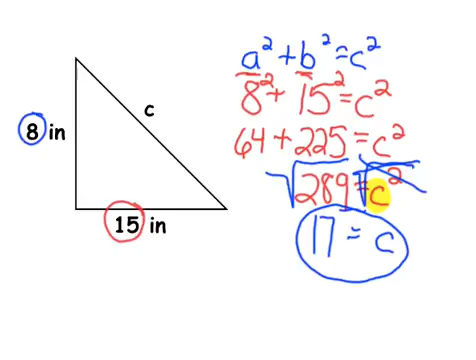 a² + b² = c²
8² + 15² = c²
64 + 225 = c²
√289 = √c²
17 = c
c
8 in
15 in